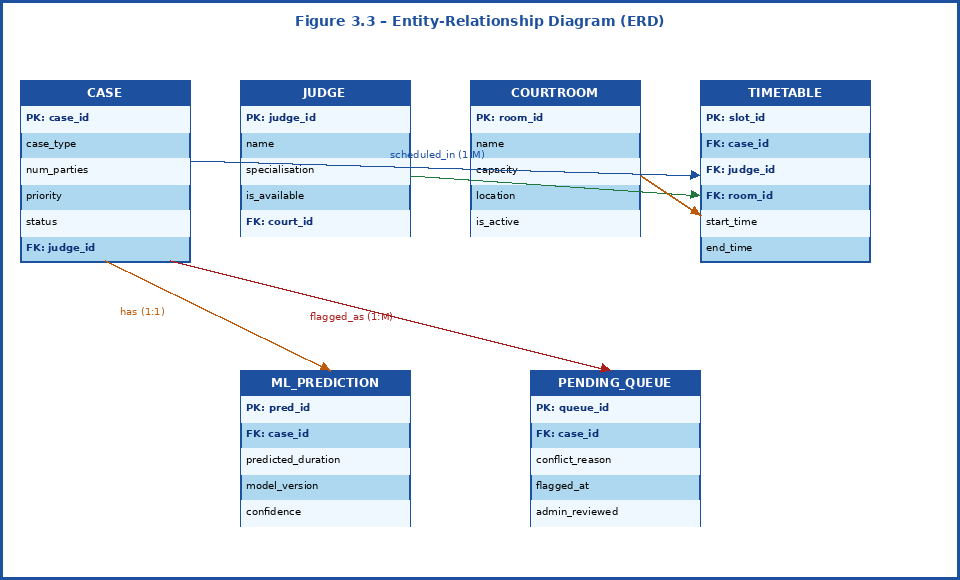 Figure 3.3 – Entity-Relationship Diagram (ERD)
CASE
PK: case_id
case_type
num_parties
priority
status
FK: judge_id
JUDGE
PK: judge_id
name
specialisation
is_available
FK: court_id
COURTROOM
PK: room_id
name
capacity
location
is_active
TIMETABLE
PK: slot_id
FK: case_id
FK: judge_id
FK: room_id
start_time
end_time
scheduled_in (1:M)
has (1:1)
flagged_as (1:M)
ML_PREDICTION
PK: pred_id
FK: case_id
predicted_duration
model_version
confidence
PENDING_QUEUE
PK: queue_id
FK: case_id
conflict_reason
flagged_at
admin_reviewed